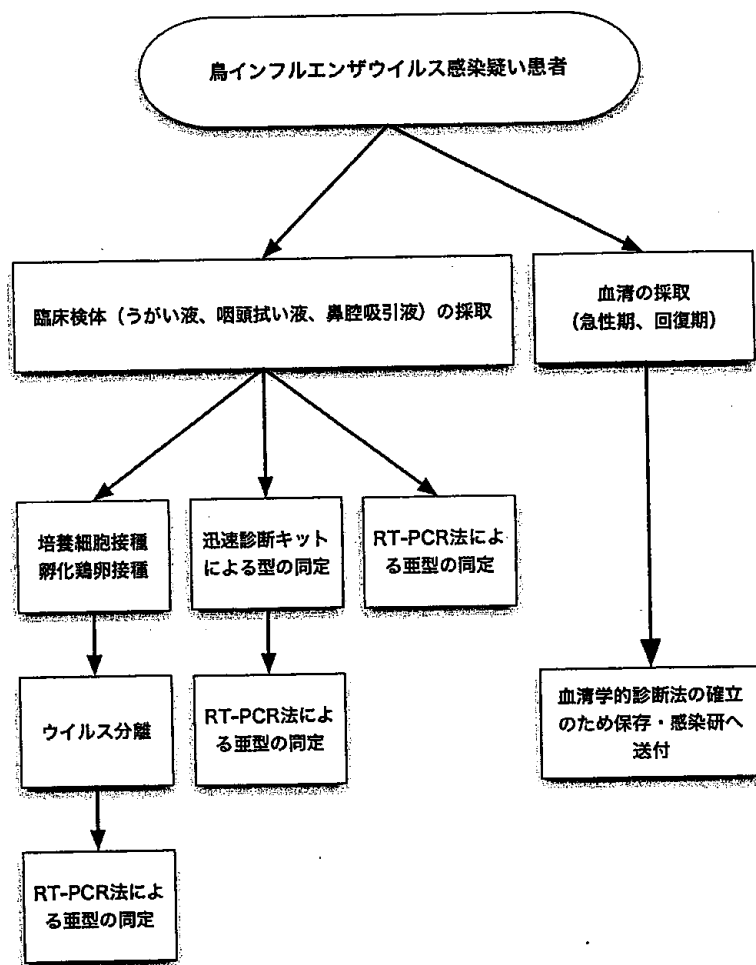 鳥インフルエンザウイルス感染疑い患者
臨床検体（うがい液、咽頭拭い液、鼻腔吸引液）の採取
血清の採取
（急性期、回復期）
培養細胞接種
孵化鶏卵接種
迅速診断キット
による型の同定
RT-PCR法によ
る亜型の同定
ウイルス分離
RT-PCR法によ
る亜型の同定
血清学的診断法の確立
のため保存・感染研へ
送付
RT-PCR法によ
る亜型の同定